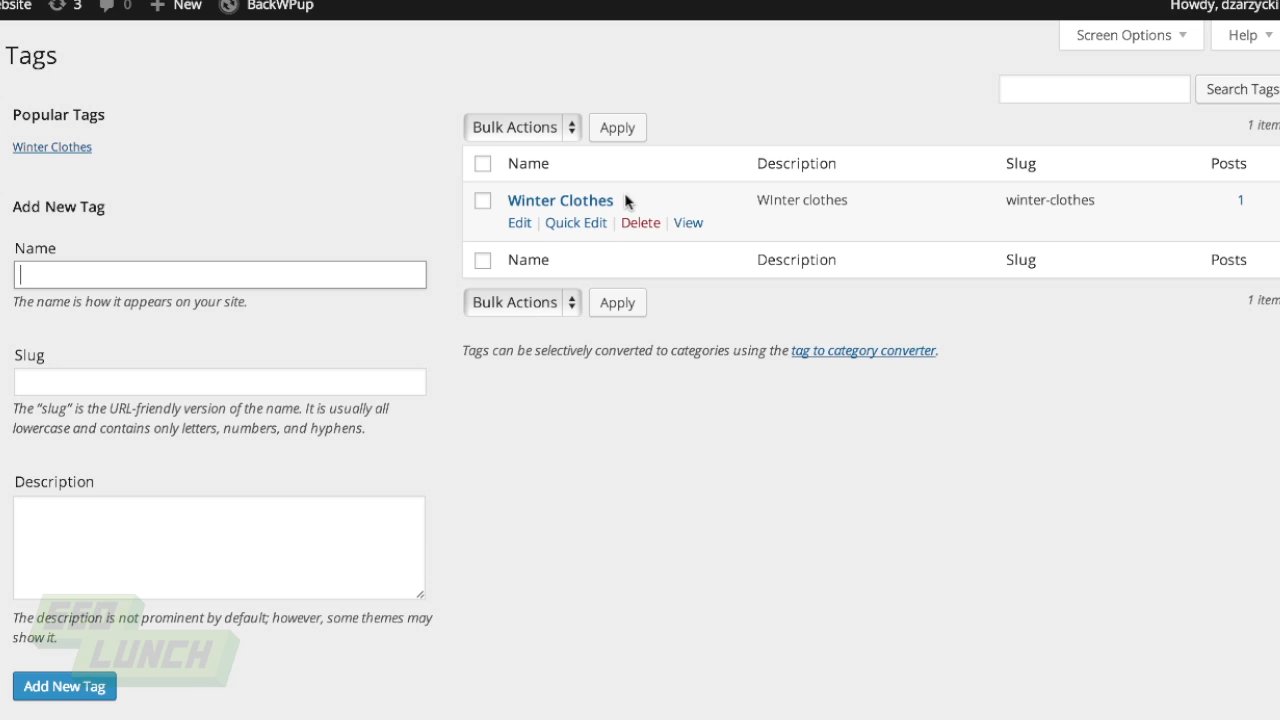 ebsite 3 0 New BackWPup Howdy, dzarzycki
Screen Options Help
Tags
Search Tags
Popular Tags
Bulk Actions Apply 1 item
Winter Clothes
Name Description Slug Posts
Winter Clothes WInter clothes winter-clothes 1
Edit | Quick Edit | Delete | View
Add New Tag
Name
Name Description Slug Posts
The name is how it appears on your site.
Bulk Actions Apply 1 item
Tags can be selectively converted to categories using the tag to category converter.
Slug
The “slug” is the URL-friendly version of the name. It is usually all
lowercase and contains only letters, numbers, and hyphens.
Description
The description is not prominent by default; however, some themes may
show it.
SEO
LUNCH
Add New Tag